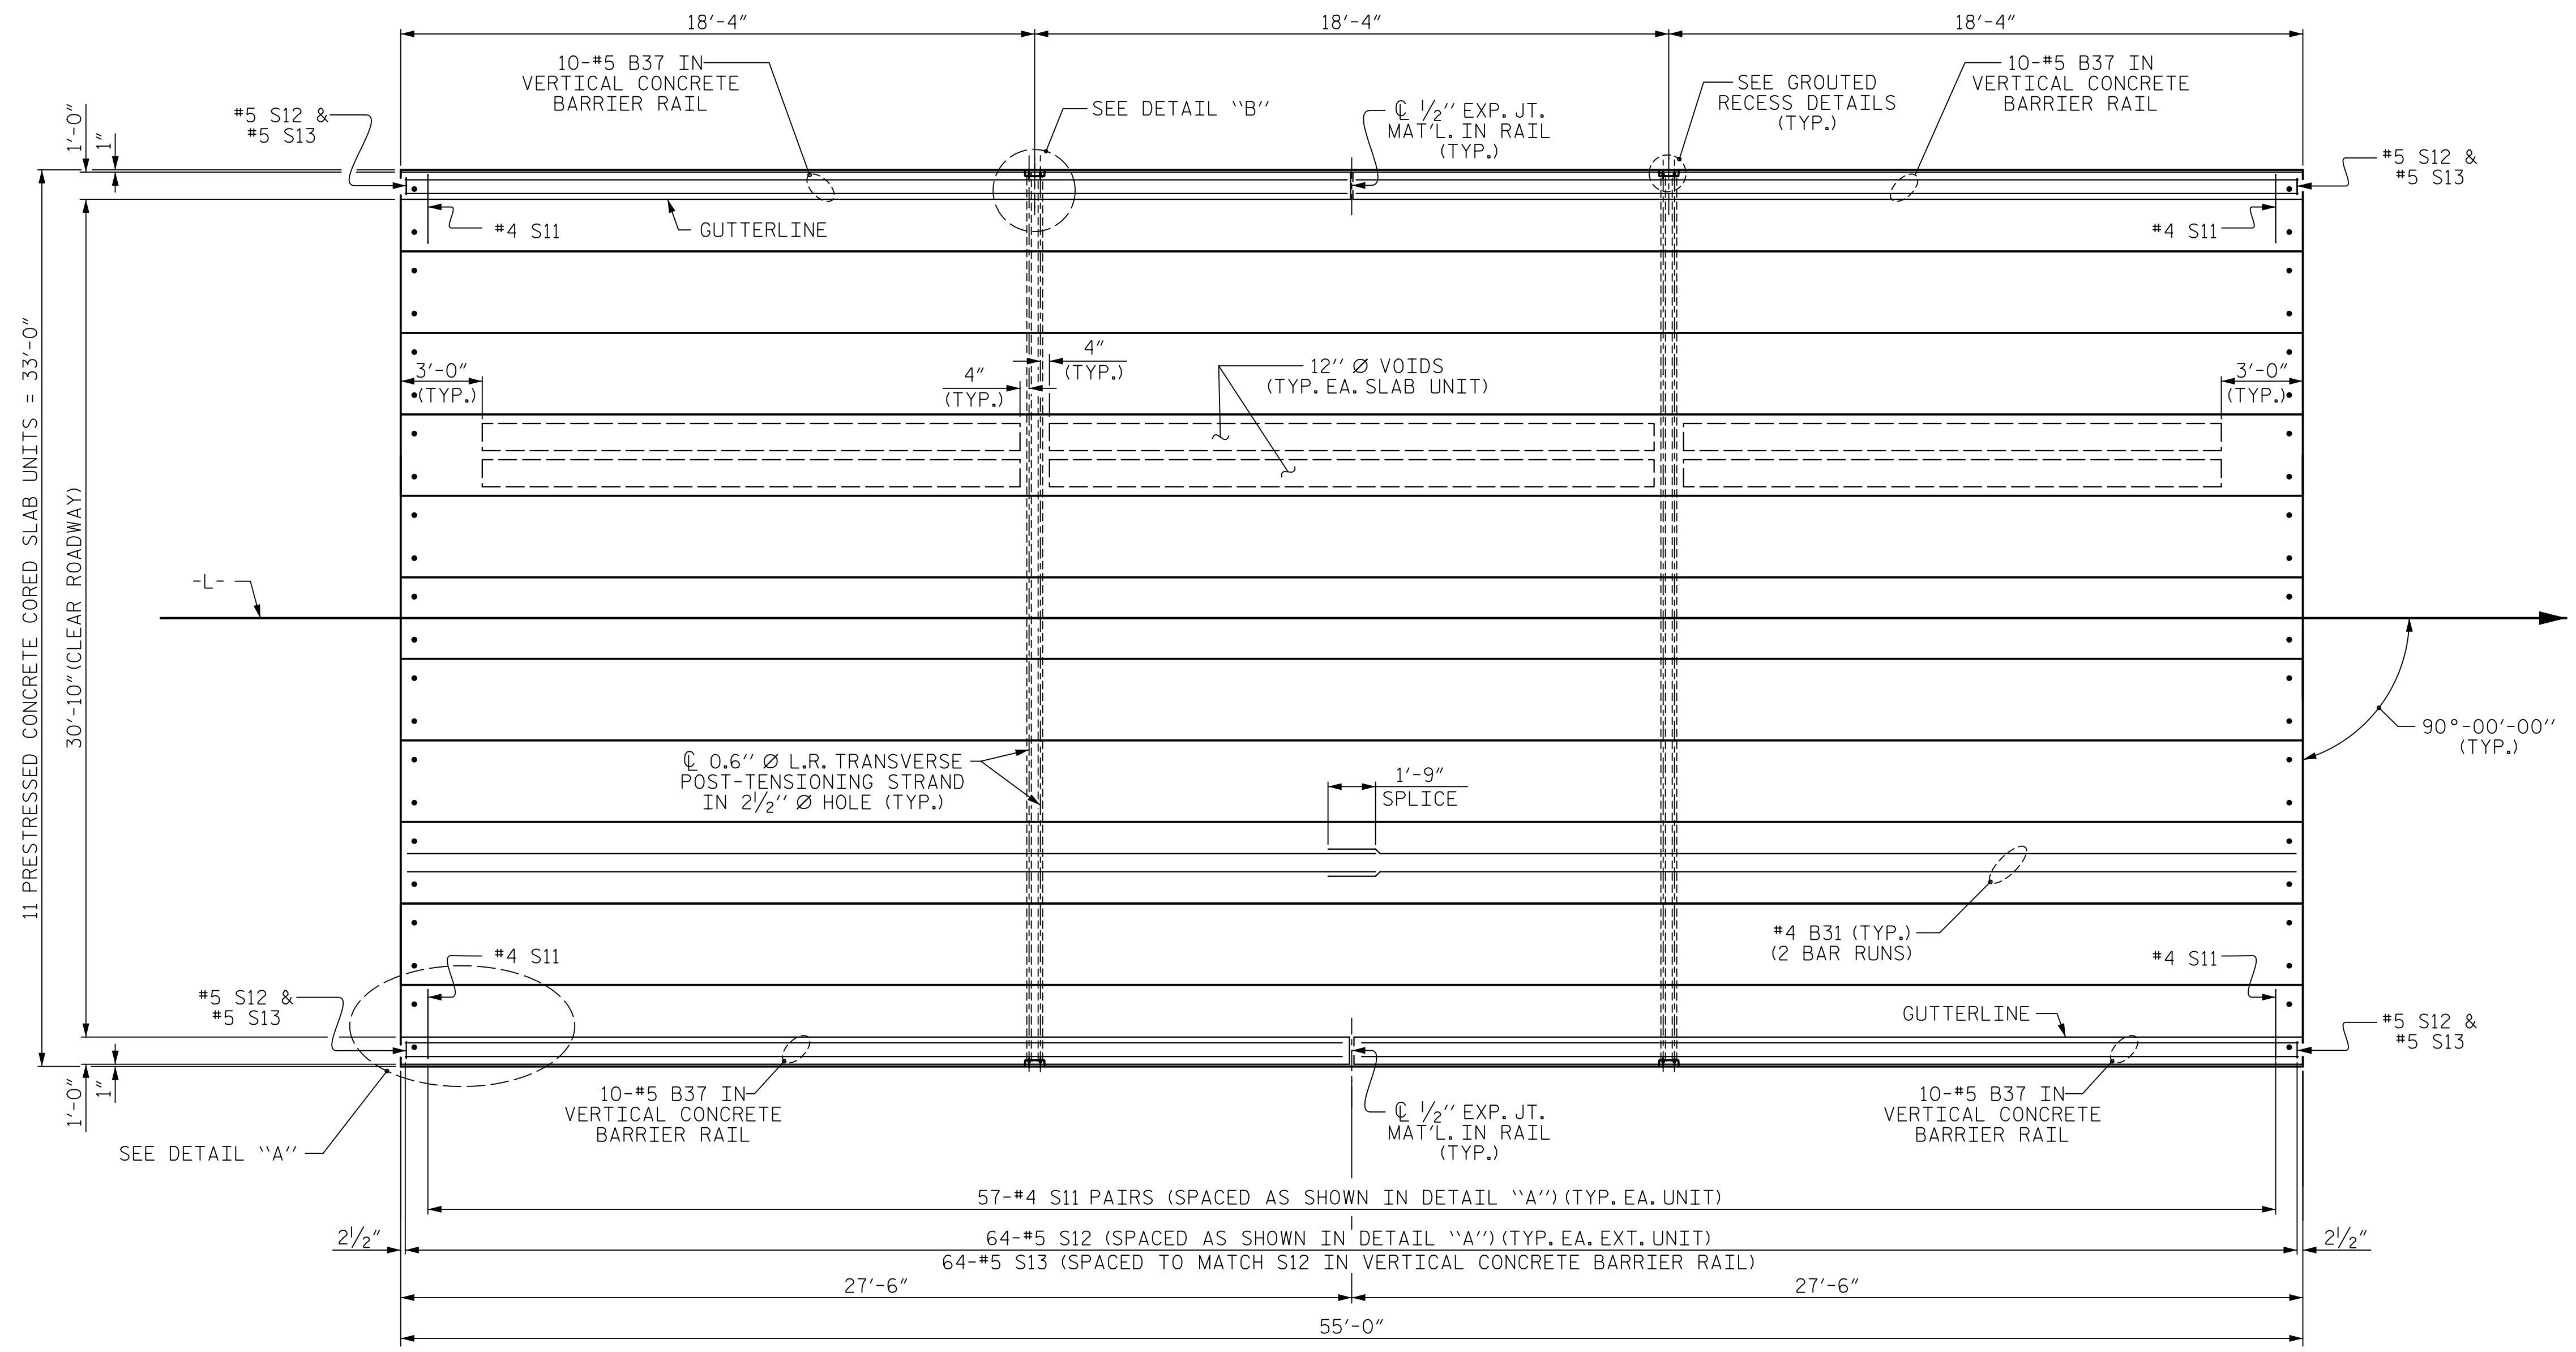 18'-4"
18'-4"
18'-4"
10-#5 B37 IN
VERTICAL CONCRETE
BARRIER RAIL
10-#5 B37 IN
VERTICAL CONCRETE
BARRIER RAIL
SEE GROUTED
RECESS DETAILS
(TYP.)
SEE DETAIL "B"
℄ 1/2" EXP. JT.
MAT'L. IN RAIL
(TYP.)
#5 S12 &
#5 S13
1'-0"
1"
#5 S12 &
#5 S13
#4 S11
GUTTERLINE
#4 S11
3'-0"
(TYP.)
4"
(TYP.)
4"
(TYP.)
12" Ø VOIDS
(TYP. EA. SLAB UNIT)
3'-0"
(TYP.)
11 PRESTRESSED CONCRETE CORED SLAB UNITS = 33'-0"
30'-10" (CLEAR ROADWAY)
-L-
90°-00'-00"
(TYP.)
℄ 0.6" Ø L.R. TRANSVERSE
POST-TENSIONING STRAND
IN 2 1/2" Ø HOLE (TYP.)
1'-9"
SPLICE
#4 B31 (TYP.)
(2 BAR RUNS)
#4 S11
#4 S11
#5 S12 &
#5 S13
GUTTERLINE
#5 S12 &
#5 S13
1'-0"
1"
10-#5 B37 IN
VERTICAL CONCRETE
BARRIER RAIL
℄ 1/2" EXP. JT.
MAT'L. IN RAIL
(TYP.)
10-#5 B37 IN
VERTICAL CONCRETE
BARRIER RAIL
SEE DETAIL "A"
57-#4 S11 PAIRS (SPACED AS SHOWN IN DETAIL "A") (TYP. EA. UNIT)
2 1/2"
64-#5 S12 (SPACED AS SHOWN IN DETAIL "A") (TYP. EA. EXT. UNIT)
2 1/2"
64-#5 S13 (SPACED TO MATCH S12 IN VERTICAL CONCRETE BARRIER RAIL)
27'-6"
27'-6"
55'-0"